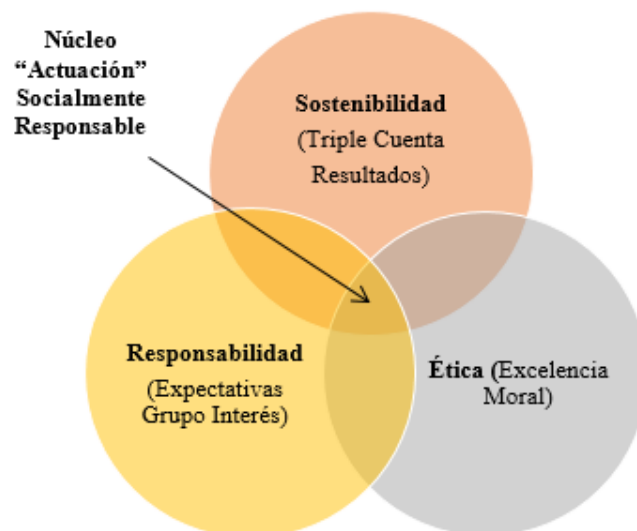 Núcleo
“Actuación”
Socialmente
Responsable
Sostenibilidad
(Triple Cuenta
Resultados)
Responsabilidad
(Expectativas
Grupo Interés)
Ética (Excelencia
Moral)